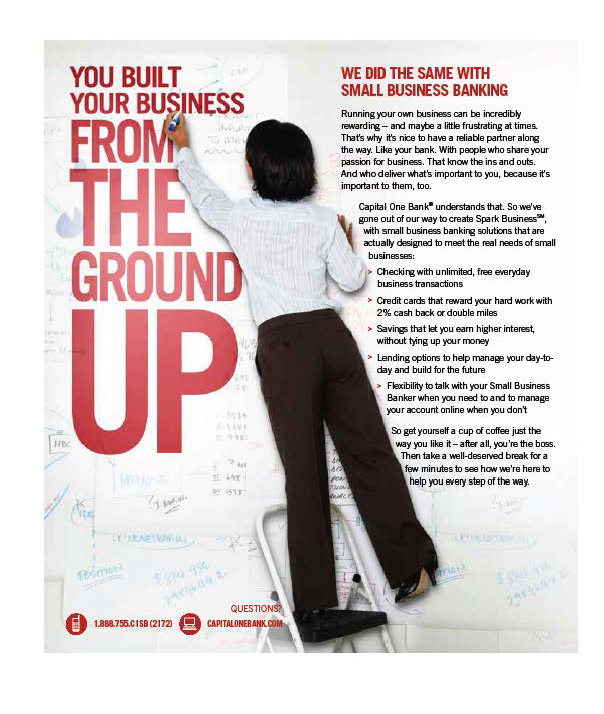 YOU BUILT
YOUR BUSINESS
FROM
THE
GROUND
UP
WE DID THE SAME WITH
SMALL BUSINESS BANKING
Running your own business can be incredibly
rewarding – and maybe a little frustrating at times.
That's why it's nice to have a reliable partner along
the way. Like your bank. With people who share your
passion for business. That know the ins and outs.
And who deliver what's important to you, because it's
important to them, too.
Capital One Bank® understands that. So we've
gone out of our way to create Spark Business℠,
with small business banking solutions that are
actually designed to meet the real needs of small
businesses:
> Checking with unlimited, free everyday
business transactions
> Credit cards that reward your hard work with
2% cash back or double miles
> Savings that let you earn higher interest,
without tying up your money
> Lending options to help manage your day-to-
day and build for the future
> Flexibility to talk with your Small Business
Banker when you need to and to manage
your account online when you don't
So get yourself a cup of coffee just the
way you like it – after all, you're the boss.
Then take a well-deserved break for a
few minutes to see how we're here to
help you every step of the way.
POSITION
QUESTIONS?
1.888.755.C1SB (2172)
CAPITALONEBANK.COM